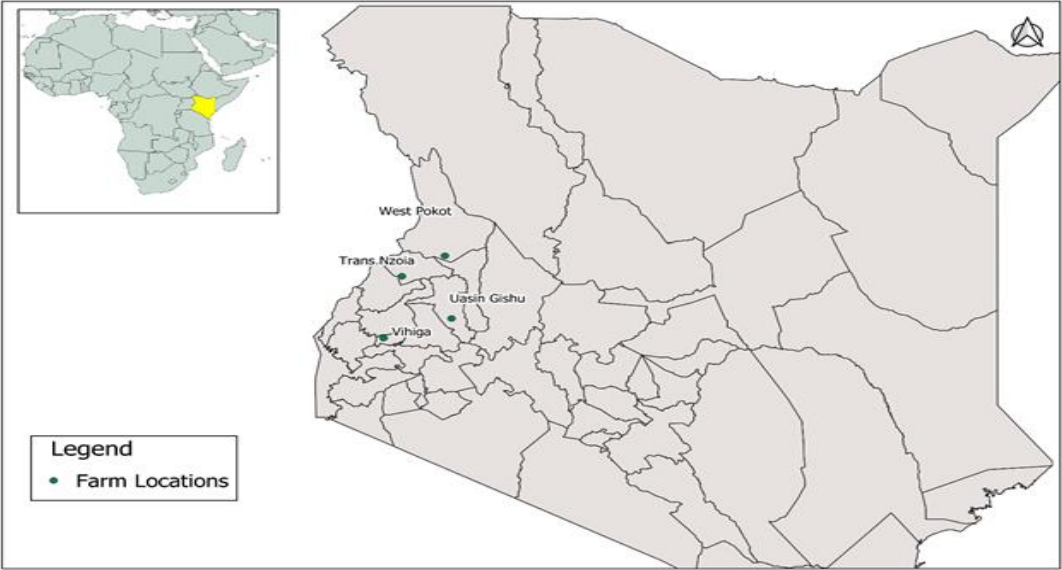 West Pokot
Trans Nzoia
Uasin Gishu
Vihiga
Legend
Farm Locations